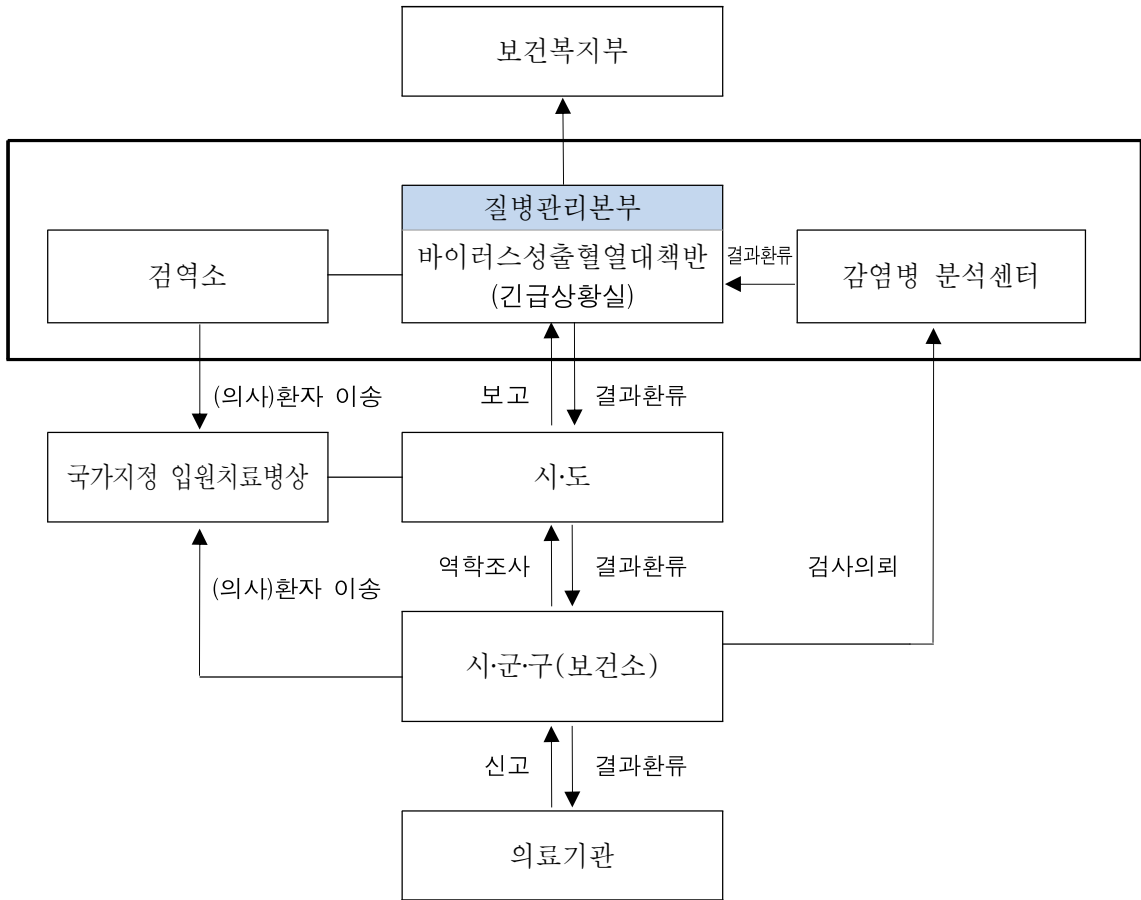 보건복지부
질병관리본부
검역소
바이러스성출혈열대책반
(긴급상황실)
결과환류
감염병 분석센터
(의사)환자 이송
보고
결과환류
국가지정 입원치료병상
시·도
(의사)환자 이송
역학조사
결과환류
검사의뢰
시·군·구(보건소)
신고
결과환류
의료기관